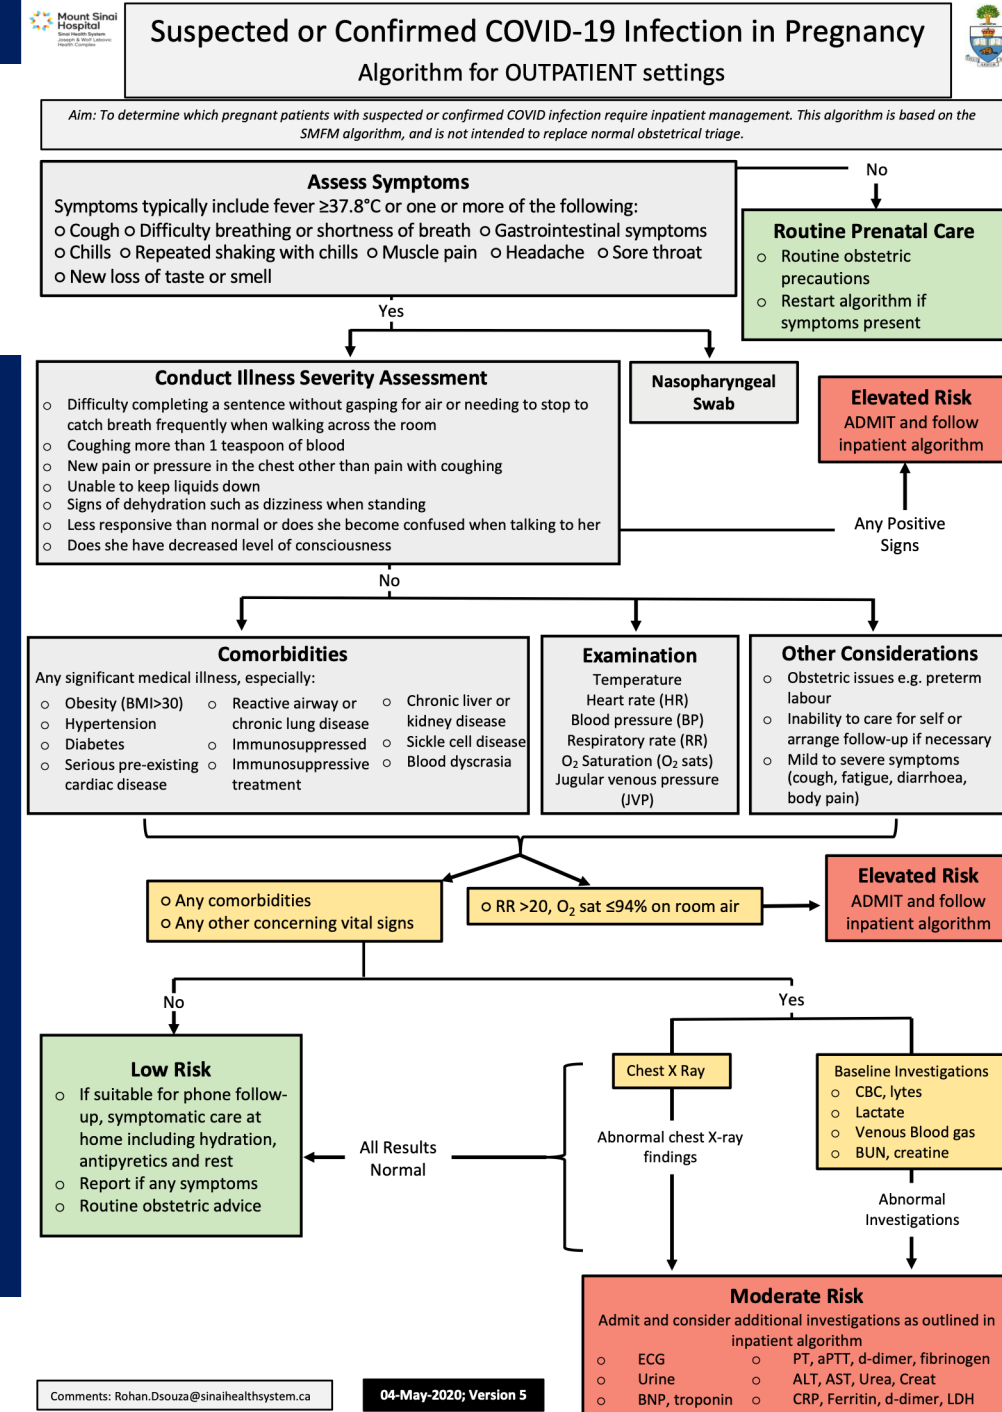 Mount Sinai
Hospital
Sinai Health System
Joseph & Wolf Lebovic
Health Complex
Suspected or Confirmed COVID-19 Infection in Pregnancy
Algorithm for OUTPATIENT settings
Aim: To determine which pregnant patients with suspected or confirmed COVID infection require inpatient management. This algorithm is based on the
SMFM algorithm, and is not intended to replace normal obstetrical triage.
Assess Symptoms
Symptoms typically include fever ≥37.8°C or one or more of the following:
○ Cough ○ Difficulty breathing or shortness of breath ○ Gastrointestinal symptoms
○ Chills ○ Repeated shaking with chills ○ Muscle pain ○ Headache ○ Sore throat
○ New loss of taste or smell
No
Routine Prenatal Care
○ Routine obstetric
precautions
○ Restart algorithm if
symptoms present
Yes
Conduct Illness Severity Assessment
○ Difficulty completing a sentence without gasping for air or needing to stop to
catch breath frequently when walking across the room
○ Coughing more than 1 teaspoon of blood
○ New pain or pressure in the chest other than pain with coughing
○ Unable to keep liquids down
○ Signs of dehydration such as dizziness when standing
○ Less responsive than normal or does she become confused when talking to her
○ Does she have decreased level of consciousness
Nasopharyngeal
Swab
Elevated Risk
ADMIT and follow
inpatient algorithm
Any Positive
Signs
No
Comorbidities
Any significant medical illness, especially:
○ Obesity (BMI>30)
○ Hypertension
○ Diabetes
○ Serious pre-existing
cardiac disease
○ Reactive airway or
chronic lung disease
○ Immunosuppressed
○ Immunosuppressive
treatment
○ Chronic liver or
kidney disease
○ Sickle cell disease
○ Blood dyscrasia
Examination
Temperature
Heart rate (HR)
Blood pressure (BP)
Respiratory rate (RR)
O₂ Saturation (O₂ sats)
Jugular venous pressure
(JVP)
Other Considerations
○ Obstetric issues e.g. preterm
labour
○ Inability to care for self or
arrange follow-up if necessary
○ Mild to severe symptoms
(cough, fatigue, diarrhoea,
body pain)
○ Any comorbidities
○ Any other concerning vital signs
○ RR >20, O₂ sat ≤94% on room air
Elevated Risk
ADMIT and follow
inpatient algorithm
No
Yes
Low Risk
○ If suitable for phone follow-
up, symptomatic care at
home including hydration,
antipyretics and rest
○ Report if any symptoms
○ Routine obstetric advice
All Results
Normal
Chest X Ray
Abnormal chest X-ray
findings
Baseline Investigations
○ CBC, lytes
○ Lactate
○ Venous Blood gas
○ BUN, creatine
Abnormal
Investigations
Moderate Risk
Admit and consider additional investigations as outlined in
inpatient algorithm
○ ECG
○ Urine
○ BNP, troponin
○ PT, aPTT, d-dimer, fibrinogen
○ ALT, AST, Urea, Creat
○ CRP, Ferritin, d-dimer, LDH
Comments: Rohan.Dsouza@sinaihealthsystem.ca
04-May-2020; Version 5